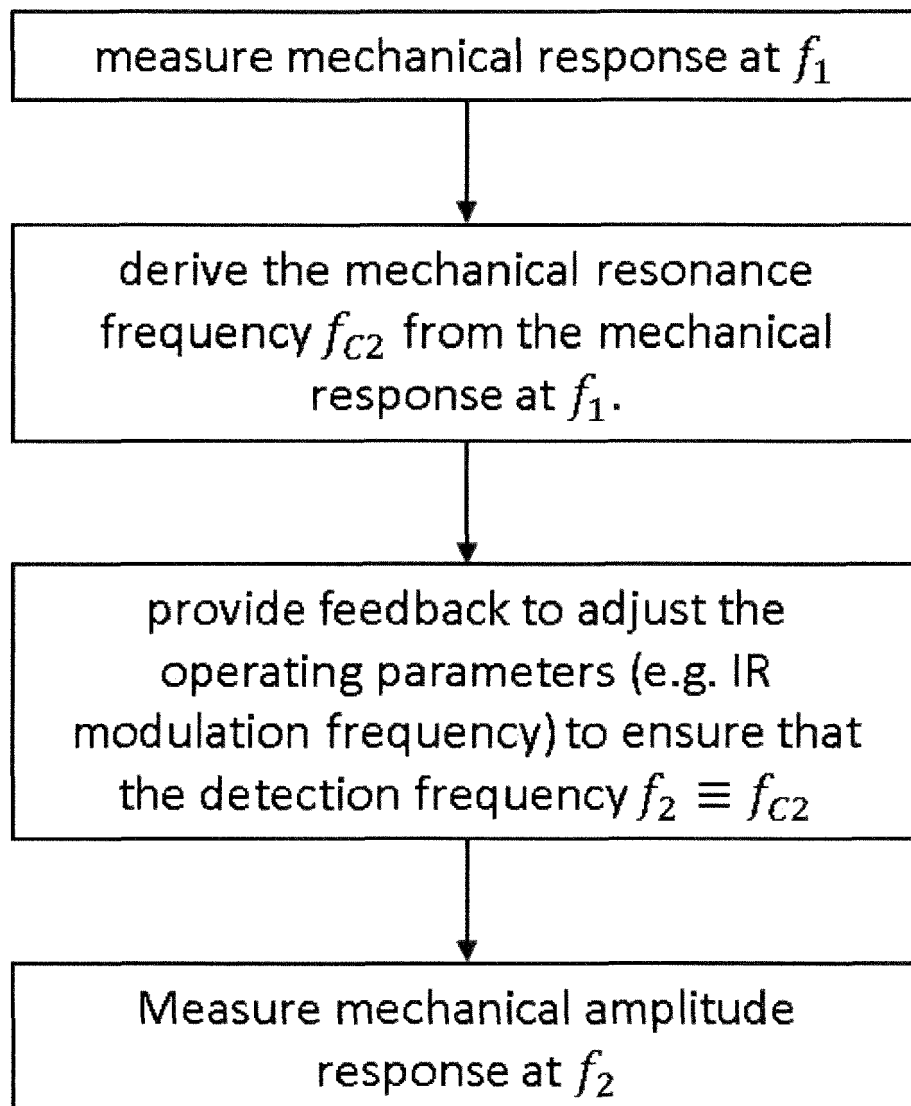 measure mechanical response at f₁
derive the mechanical resonance
frequency f_C2 from the mechanical
response at f₁.
provide feedback to adjust the
operating parameters (e.g. IR
modulation frequency) to ensure that
the detection frequency f₂ ≡ f_C2
Measure mechanical amplitude
response at f₂